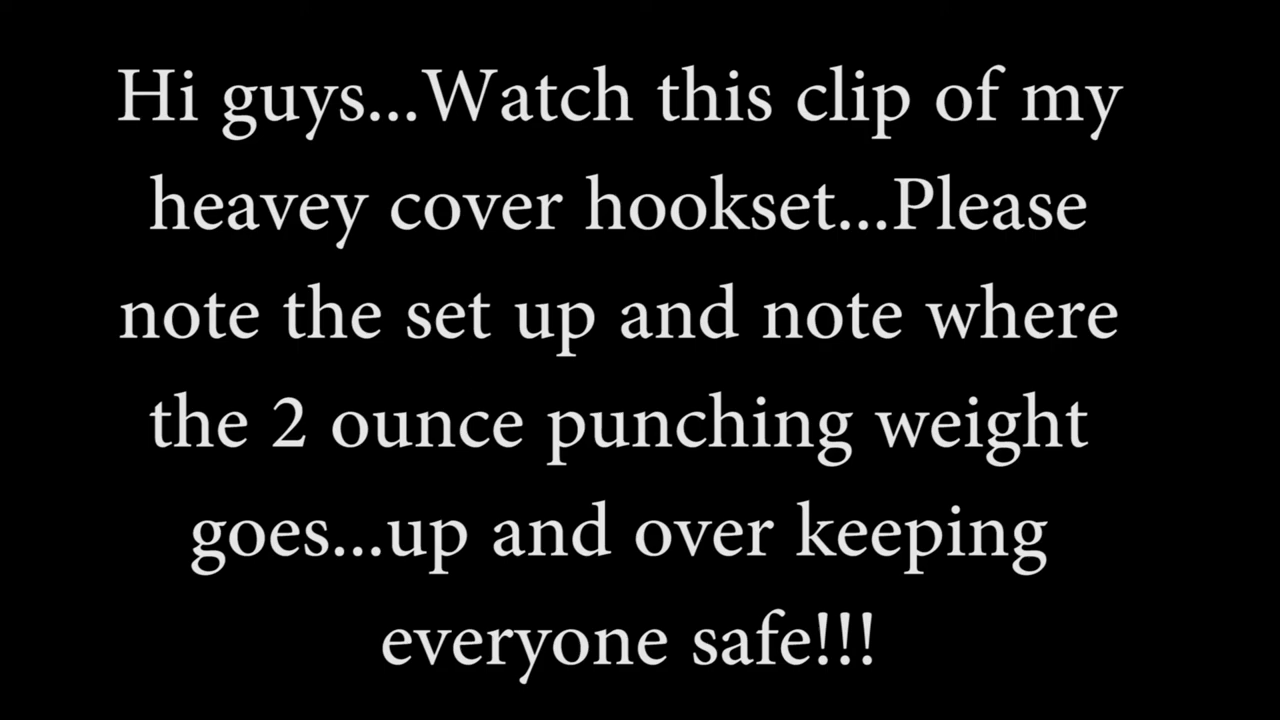 Hi guys...Watch this clip of my
heavey cover hookset...Please
note the set up and note where
the 2 ounce punching weight
goes...up and over keeping
everyone safe!!!